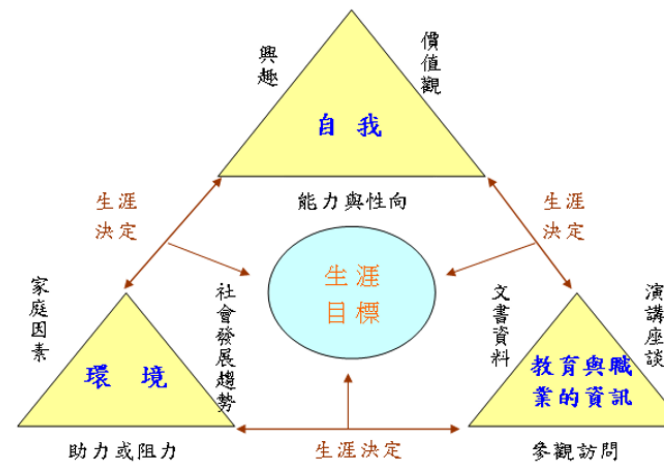 興趣
價值觀
自我
能力與性向
生涯
決定
生涯
決定
生涯
目標
家庭因素
環境
社會發展趨勢
助力或阻力
文書資料
教育與職
業的資訊
演講座談
參觀訪問
生涯決定